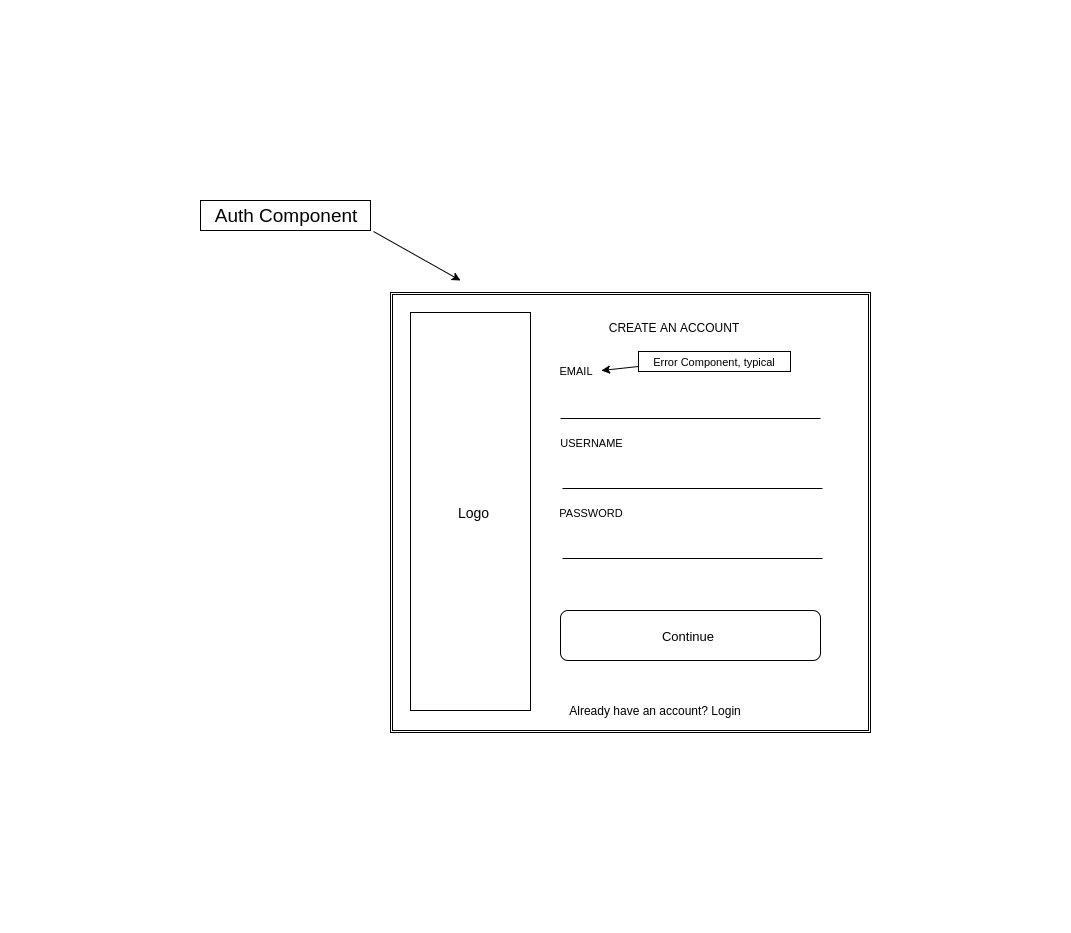 Auth Component
CREATE AN ACCOUNT
Error Component, typical
EMAIL
USERNAME
Logo
PASSWORD
Continue
Already have an account? Login